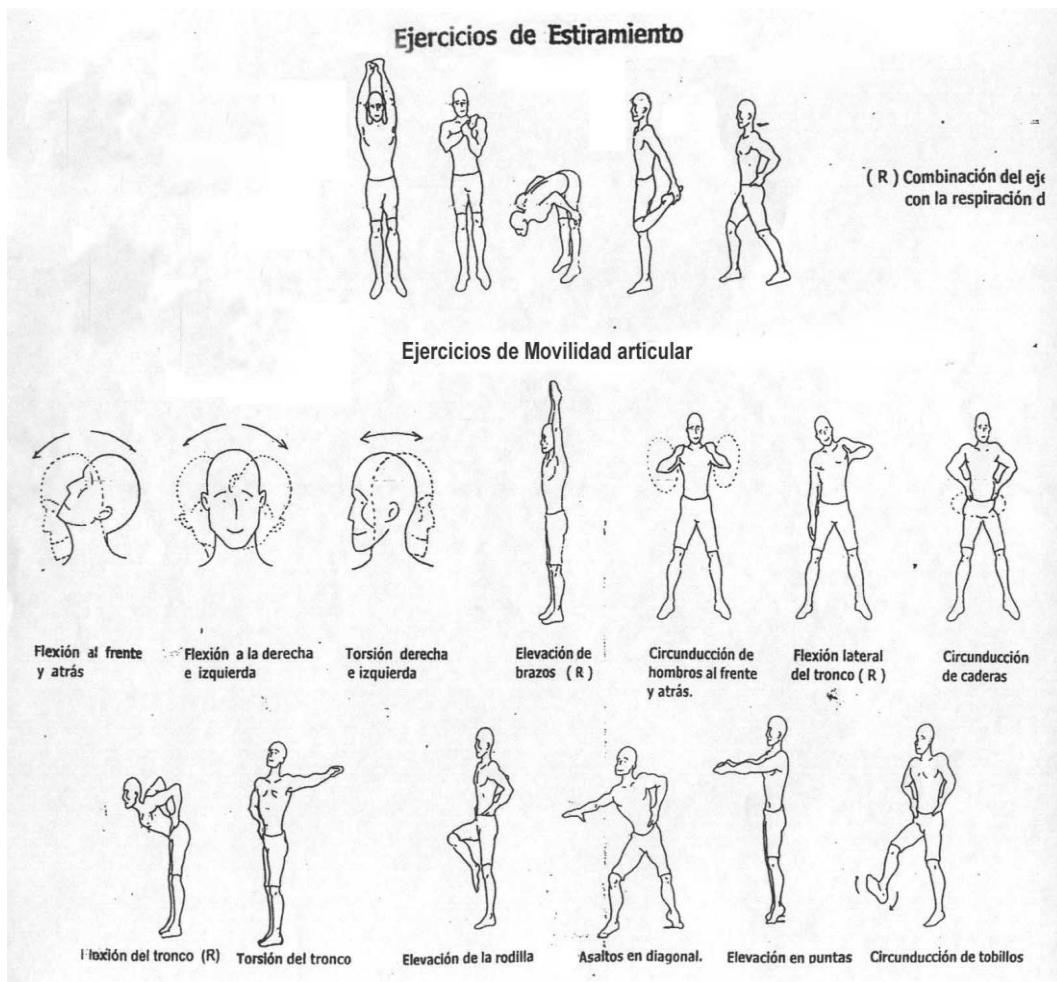 Ejercicios de Estiramiento
( R ) Combinación del eje
con la respiración d
Ejercicios de Movilidad articular
Flexión al frente
y atrás
Flexión a la derecha
e izquierda
Torsión derecha
e izquierda
Elevación de
brazos ( R )
Circunducción de
hombros al frente
y atrás.
Flexión lateral
del tronco ( R )
Circunducción
de caderas
Flexión del tronco (R)
Torsión del tronco
Elevación de la rodilla
Asaltos en diagonal.
Elevación en puntas
Circunducción de tobillos